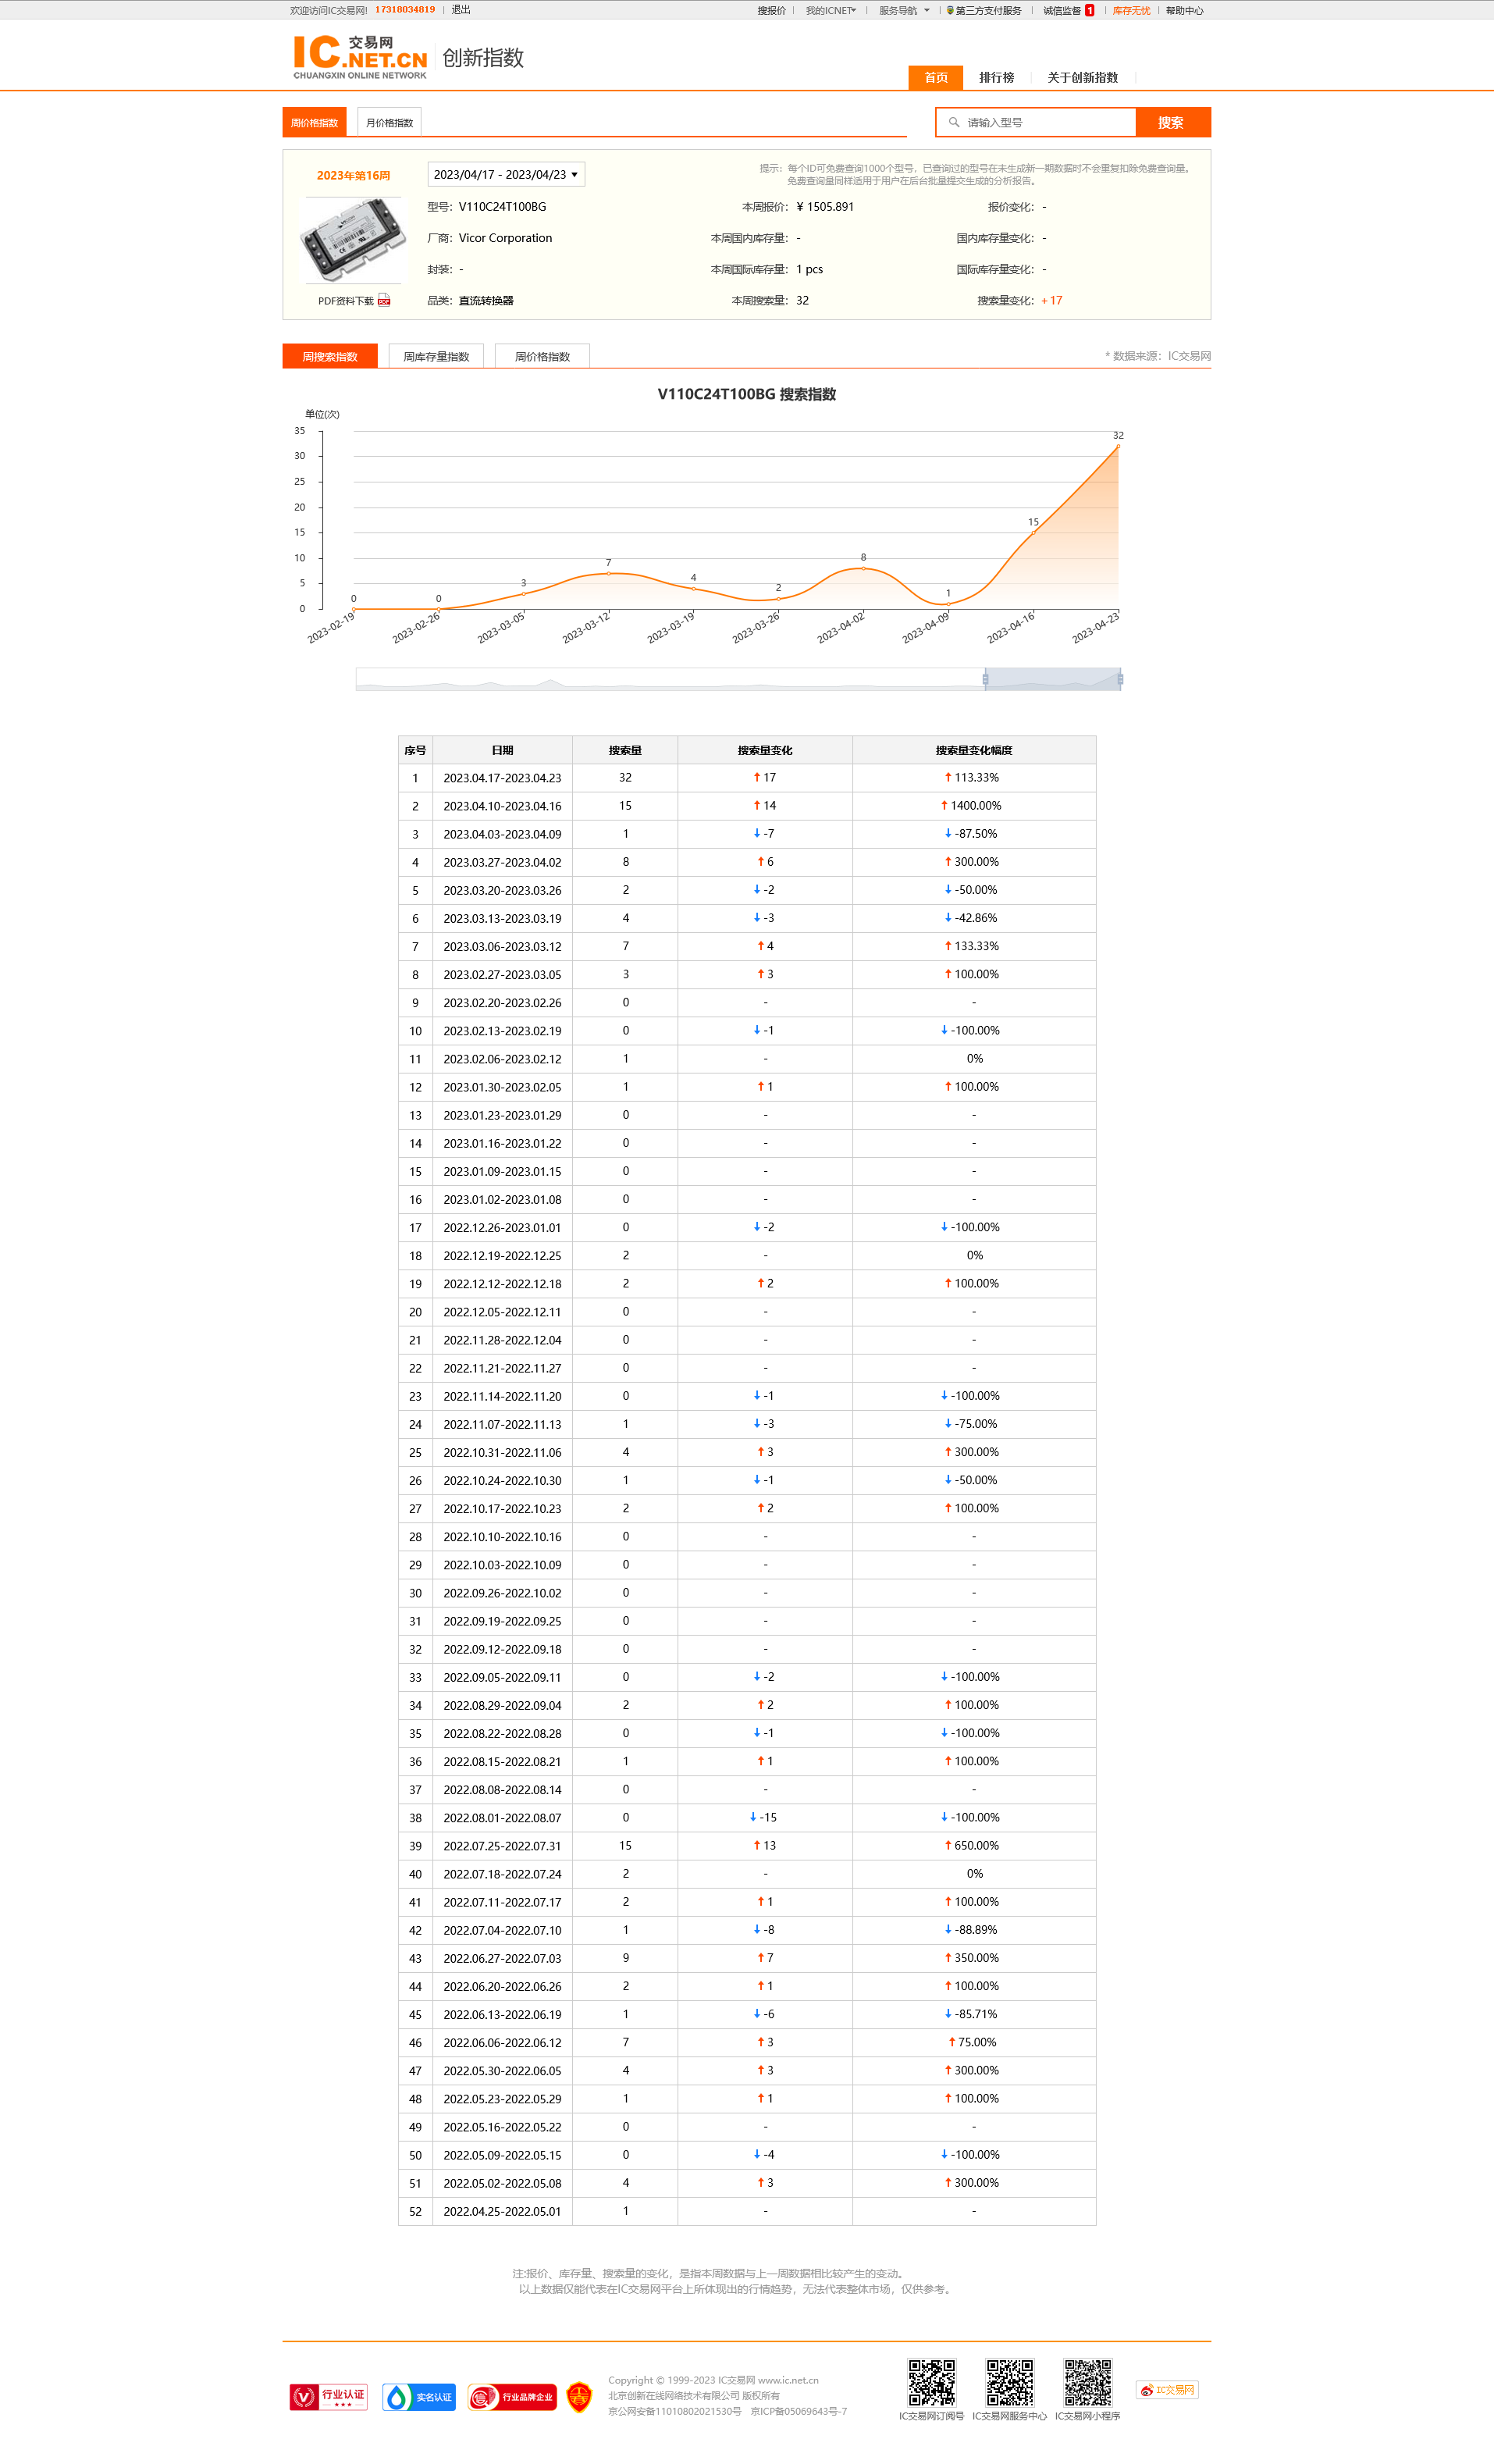 欢迎访问IC交易网! 17318034819 | 退出 搜报价 | 我的ICNET | 服务导航 | 第三方支付服务 | 诚信监督 1 | 库存无忧 | 帮助中心
IC交易网
.NET.CN
CHUANGXIN ONLINE NETWORK
创新指数
首页 排行榜 关于创新指数
周价格指数 月价格指数 请输入型号 搜索
2023年第16周 2023/04/17 - 2023/04/23
提示：每个ID可免费查询1000个型号，已查询过的型号在未生成新一期数据时不会重复扣除免费查询量。
免费查询量同样适用于用户在后台批量提交生成的分析报告。
型号：V110C24T100BG 本周报价：¥ 1505.891 报价变化：-
厂商：Vicor Corporation 本周国内库存量：- 国内库存量变化：-
封装：- 本周国际库存量：1 pcs 国际库存量变化：-
PDF资料下载 PDF 品类：直流转换器 本周搜索量：32 搜索量变化：+ 17
周搜索指数 周库存量指数 周价格指数 * 数据来源：IC交易网
V110C24T100BG 搜索指数
单位(次)
35
30
25
20
15
10
5
0
0 0 3 7 4 2 8 1 15 32
2023-02-19 2023-02-26 2023-03-05 2023-03-12 2023-03-19 2023-03-26 2023-04-02 2023-04-09 2023-04-16 2023-04-23
序号 日期 搜索量 搜索量变化 搜索量变化幅度
1 2023.04.17-2023.04.23 32 ↑ 17 ↑ 113.33%
2 2023.04.10-2023.04.16 15 ↑ 14 ↑ 1400.00%
3 2023.04.03-2023.04.09 1 ↓ -7 ↓ -87.50%
4 2023.03.27-2023.04.02 8 ↑ 6 ↑ 300.00%
5 2023.03.20-2023.03.26 2 ↓ -2 ↓ -50.00%
6 2023.03.13-2023.03.19 4 ↓ -3 ↓ -42.86%
7 2023.03.06-2023.03.12 7 ↑ 4 ↑ 133.33%
8 2023.02.27-2023.03.05 3 ↑ 3 ↑ 100.00%
9 2023.02.20-2023.02.26 0 - -
10 2023.02.13-2023.02.19 0 ↓ -1 ↓ -100.00%
11 2023.02.06-2023.02.12 1 - 0%
12 2023.01.30-2023.02.05 1 ↑ 1 ↑ 100.00%
13 2023.01.23-2023.01.29 0 - -
14 2023.01.16-2023.01.22 0 - -
15 2023.01.09-2023.01.15 0 - -
16 2023.01.02-2023.01.08 0 - -
17 2022.12.26-2023.01.01 0 ↓ -2 ↓ -100.00%
18 2022.12.19-2022.12.25 2 - 0%
19 2022.12.12-2022.12.18 2 ↑ 2 ↑ 100.00%
20 2022.12.05-2022.12.11 0 - -
21 2022.11.28-2022.12.04 0 - -
22 2022.11.21-2022.11.27 0 - -
23 2022.11.14-2022.11.20 0 ↓ -1 ↓ -100.00%
24 2022.11.07-2022.11.13 1 ↓ -3 ↓ -75.00%
25 2022.10.31-2022.11.06 4 ↑ 3 ↑ 300.00%
26 2022.10.24-2022.10.30 1 ↓ -1 ↓ -50.00%
27 2022.10.17-2022.10.23 2 ↑ 2 ↑ 100.00%
28 2022.10.10-2022.10.16 0 - -
29 2022.10.03-2022.10.09 0 - -
30 2022.09.26-2022.10.02 0 - -
31 2022.09.19-2022.09.25 0 - -
32 2022.09.12-2022.09.18 0 - -
33 2022.09.05-2022.09.11 0 ↓ -2 ↓ -100.00%
34 2022.08.29-2022.09.04 2 ↑ 2 ↑ 100.00%
35 2022.08.22-2022.08.28 0 ↓ -1 ↓ -100.00%
36 2022.08.15-2022.08.21 1 ↑ 1 ↑ 100.00%
37 2022.08.08-2022.08.14 0 - -
38 2022.08.01-2022.08.07 0 ↓ -15 ↓ -100.00%
39 2022.07.25-2022.07.31 15 ↑ 13 ↑ 650.00%
40 2022.07.18-2022.07.24 2 - 0%
41 2022.07.11-2022.07.17 2 ↑ 1 ↑ 100.00%
42 2022.07.04-2022.07.10 1 ↓ -8 ↓ -88.89%
43 2022.06.27-2022.07.03 9 ↑ 7 ↑ 350.00%
44 2022.06.20-2022.06.26 2 ↑ 1 ↑ 100.00%
45 2022.06.13-2022.06.19 1 ↓ -6 ↓ -85.71%
46 2022.06.06-2022.06.12 7 ↑ 3 ↑ 75.00%
47 2022.05.30-2022.06.05 4 ↑ 3 ↑ 300.00%
48 2022.05.23-2022.05.29 1 ↑ 1 ↑ 100.00%
49 2022.05.16-2022.05.22 0 - -
50 2022.05.09-2022.05.15 0 ↓ -4 ↓ -100.00%
51 2022.05.02-2022.05.08 4 ↑ 3 ↑ 300.00%
52 2022.04.25-2022.05.01 1 - -
注:报价、库存量、搜索量的变化，是指本周数据与上一周数据相比较产生的变动。
以上数据仅能代表在IC交易网平台上所体现出的行情趋势，无法代表整体市场，仅供参考。
行业认证 实名认证 行业品牌企业
Copyright © 1999-2023 IC交易网 www.ic.net.cn
北京创新在线网络技术有限公司 版权所有
京公网安备11010802021530号 京ICP备05069643号-7
IC交易网订阅号 IC交易网服务中心 IC交易网小程序
IC交易网